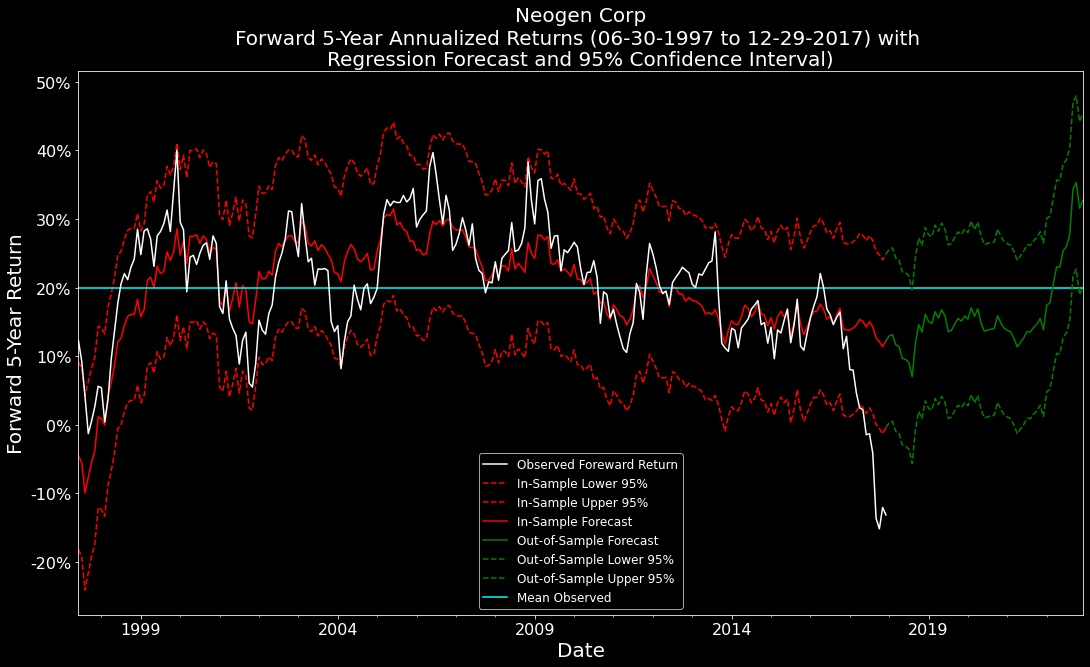 Neogen Corp
Forward 5-Year Annualized Returns (06-30-1997 to 12-29-2017) with
Regression Forecast and 95% Confidence Interval)
Forward 5-Year Return
50%
40%
30%
20%
10%
0%
-10%
-20%
Observed Foreward Return
In-Sample Lower 95%
In-Sample Upper 95%
In-Sample Forecast
Out-of-Sample Forecast
Out-of-Sample Lower 95%
Out-of-Sample Upper 95%
Mean Observed
1999
2004
2009
2014
2019
Date